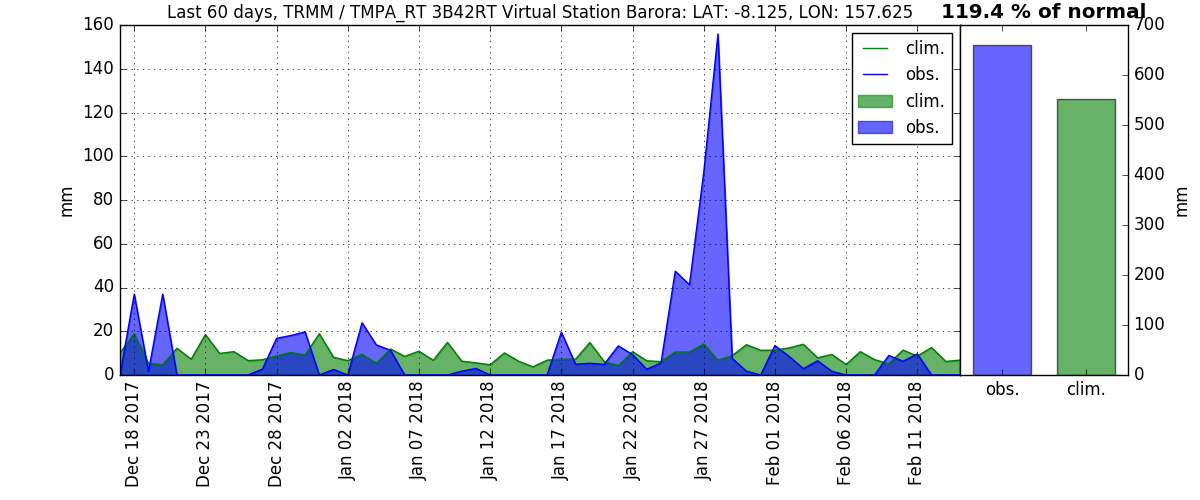 Last 60 days, TRMM / TMPA_RT 3B42RT Virtual Station Barora: LAT: -8.125, LON: 157.625
119.4 % of normal
160
140
120
100
80
60
40
20
0
mm
clim.
obs.
clim.
obs.
Dec 18 2017
Dec 23 2017
Dec 28 2017
Jan 02 2018
Jan 07 2018
Jan 12 2018
Jan 17 2018
Jan 22 2018
Jan 27 2018
Feb 01 2018
Feb 06 2018
Feb 11 2018
700
600
500
400
300
200
100
0
mm
obs.
clim.